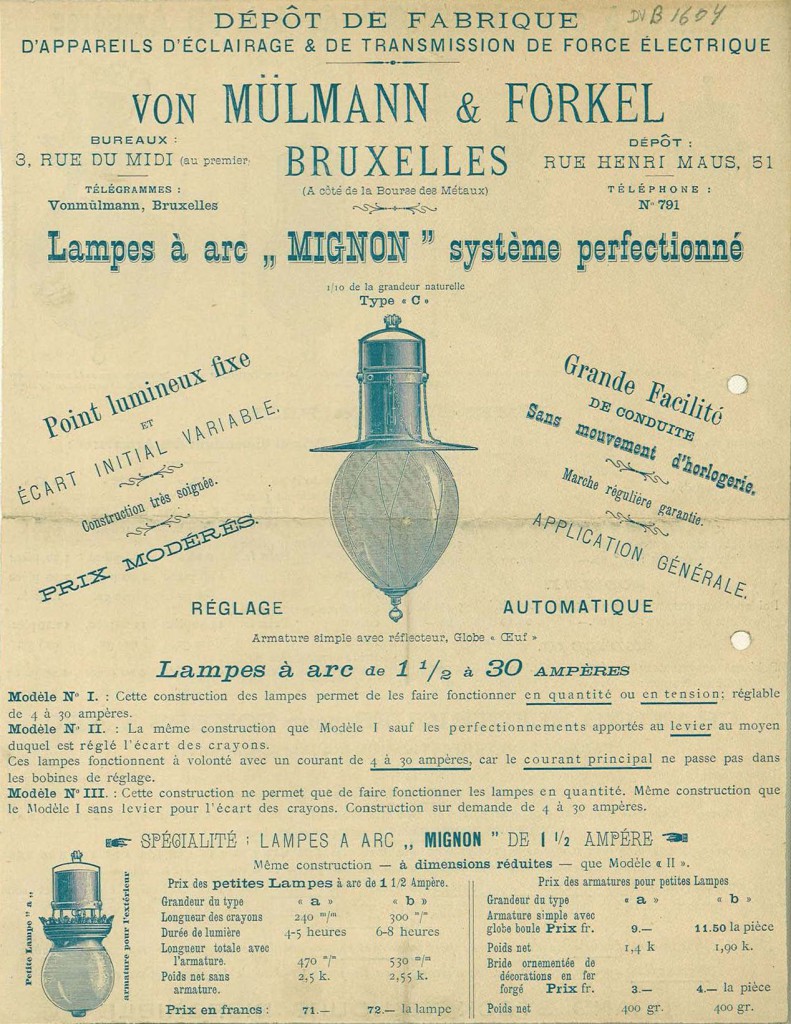 DVB 1604
DÉPÔT DE FABRIQUE
D'APPAREILS D'ÉCLAIRAGE & DE TRANSMISSION DE FORCE ÉLECTRIQUE
VON MÜLMANN & FORKEL
BUREAUX :
3, RUE DU MIDI (au premier)
TÉLÉGRAMMES :
Vonmülmann, Bruxelles
BRUXELLES
(A côté de la Bourse des Métaux)
DÉPÔT :
RUE HENRI MAUS, 51
TÉLÉPHONE :
N° 791
Lampes à arc „ MIGNON ” système perfectionné
1/10 de la grandeur naturelle
Type « C »
Point lumineux fixe
ET
ÉCART INITIAL VARIABLE.
Construction très soignée.
PRIX MODÉRÉS.
Grande Facilité
DE CONDUITE
Sans mouvement d'horlogerie.
Marche régulière garantie.
APPLICATION GÉNÉRALE.
RÉGLAGE AUTOMATIQUE
Armature simple avec réflecteur, Globe « Œuf »
Lampes à arc de 1 1/2 à 30 AMPÈRES
Modèle N° I. : Cette construction des lampes permet de les faire fonctionner en quantité ou en tension; réglable
de 4 à 30 ampères.
Modèle N° II. : La même construction que Modèle I sauf les perfectionnements apportés au levier au moyen
duquel est réglé l'écart des crayons.
Ces lampes fonctionnent à volonté avec un courant de 4 à 30 ampères, car le courant principal ne passe pas dans
les bobines de réglage.
Modèle N° III. : Cette construction ne permet que de faire fonctionner les lampes en quantité. Même construction que
le Modèle I sans levier pour l'écart des crayons. Construction sur demande de 4 à 30 ampères.
SPÉCIALITÉ : LAMPES A ARC „ MIGNON ” DE 1 1/2 AMPÉRE
Même construction — à dimensions réduites — que Modèle « II ».
Petite Lampe " a „
armature pour l'extérieur
Prix des petites Lampes à arc de 1 1/2 Ampère.
Grandeur du type « a » « b »
Longueur des crayons 240 m/m 300 m/m
Durée de lumière 4-5 heures 6-8 heures
Longueur totale avec
l'armature. 470 m/m 530 m/m
Poids net sans 2,5 k. 2,55 k.
armature.
Prix en francs : 71.— 72.— la lampe
Prix des armatures pour petites Lampes
Grandeur du type « a » « b »
Armature simple avec
globe boule Prix fr. 9.— 11.50 la pièce
Poids net 1,4 k 1,90 k.
Bride ornementée de
décorations en fer
forgé Prix fr. 3.— 4.— la pièce
Poids net 400 gr. 400 gr.